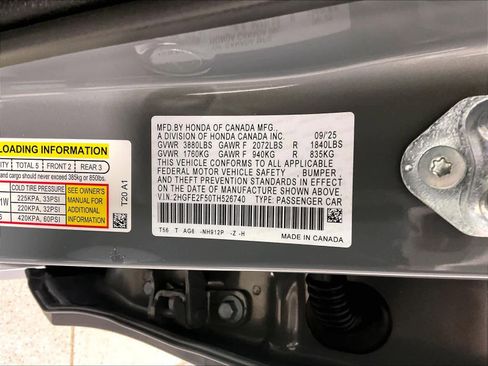 MFD.BY HONDA OF CANADA MFG.,
A DIVISION OF HONDA CANADA INC. 09/'25
GVWR 3880LBS GAWR F 2072LBS R 1840LBS
GVWR 1760KG GAWR F 940KG R 835KG
THIS VEHICLE CONFORMS TO ALL APPLICABLE
FEDERAL MOTOR VEHICLE SAFETY , BUMPER,
AND THEFT PREVENTION STANDARDS IN EFFECT
ON THE DATE OF MANUFACTURE SHOWN ABOVE.
V.I.N. 2HGFE2F50TH526740 TYPE: PASSENGER CAR
T56 T AG6 -NH912P -Z -H
MADE IN CANADA
LOADING INFORMATION
TOTAL 5 FRONT 2 REAR 3
and cargo should never exceed 385kg or 850lbs.
COLD TIRE PRESSURE
225KPA, 33PSI
220KPA, 32PSI
420KPA, 60PSI
SEE OWNER'S
MANUAL FOR
ADDITIONAL
INFORMATION
T20 A1